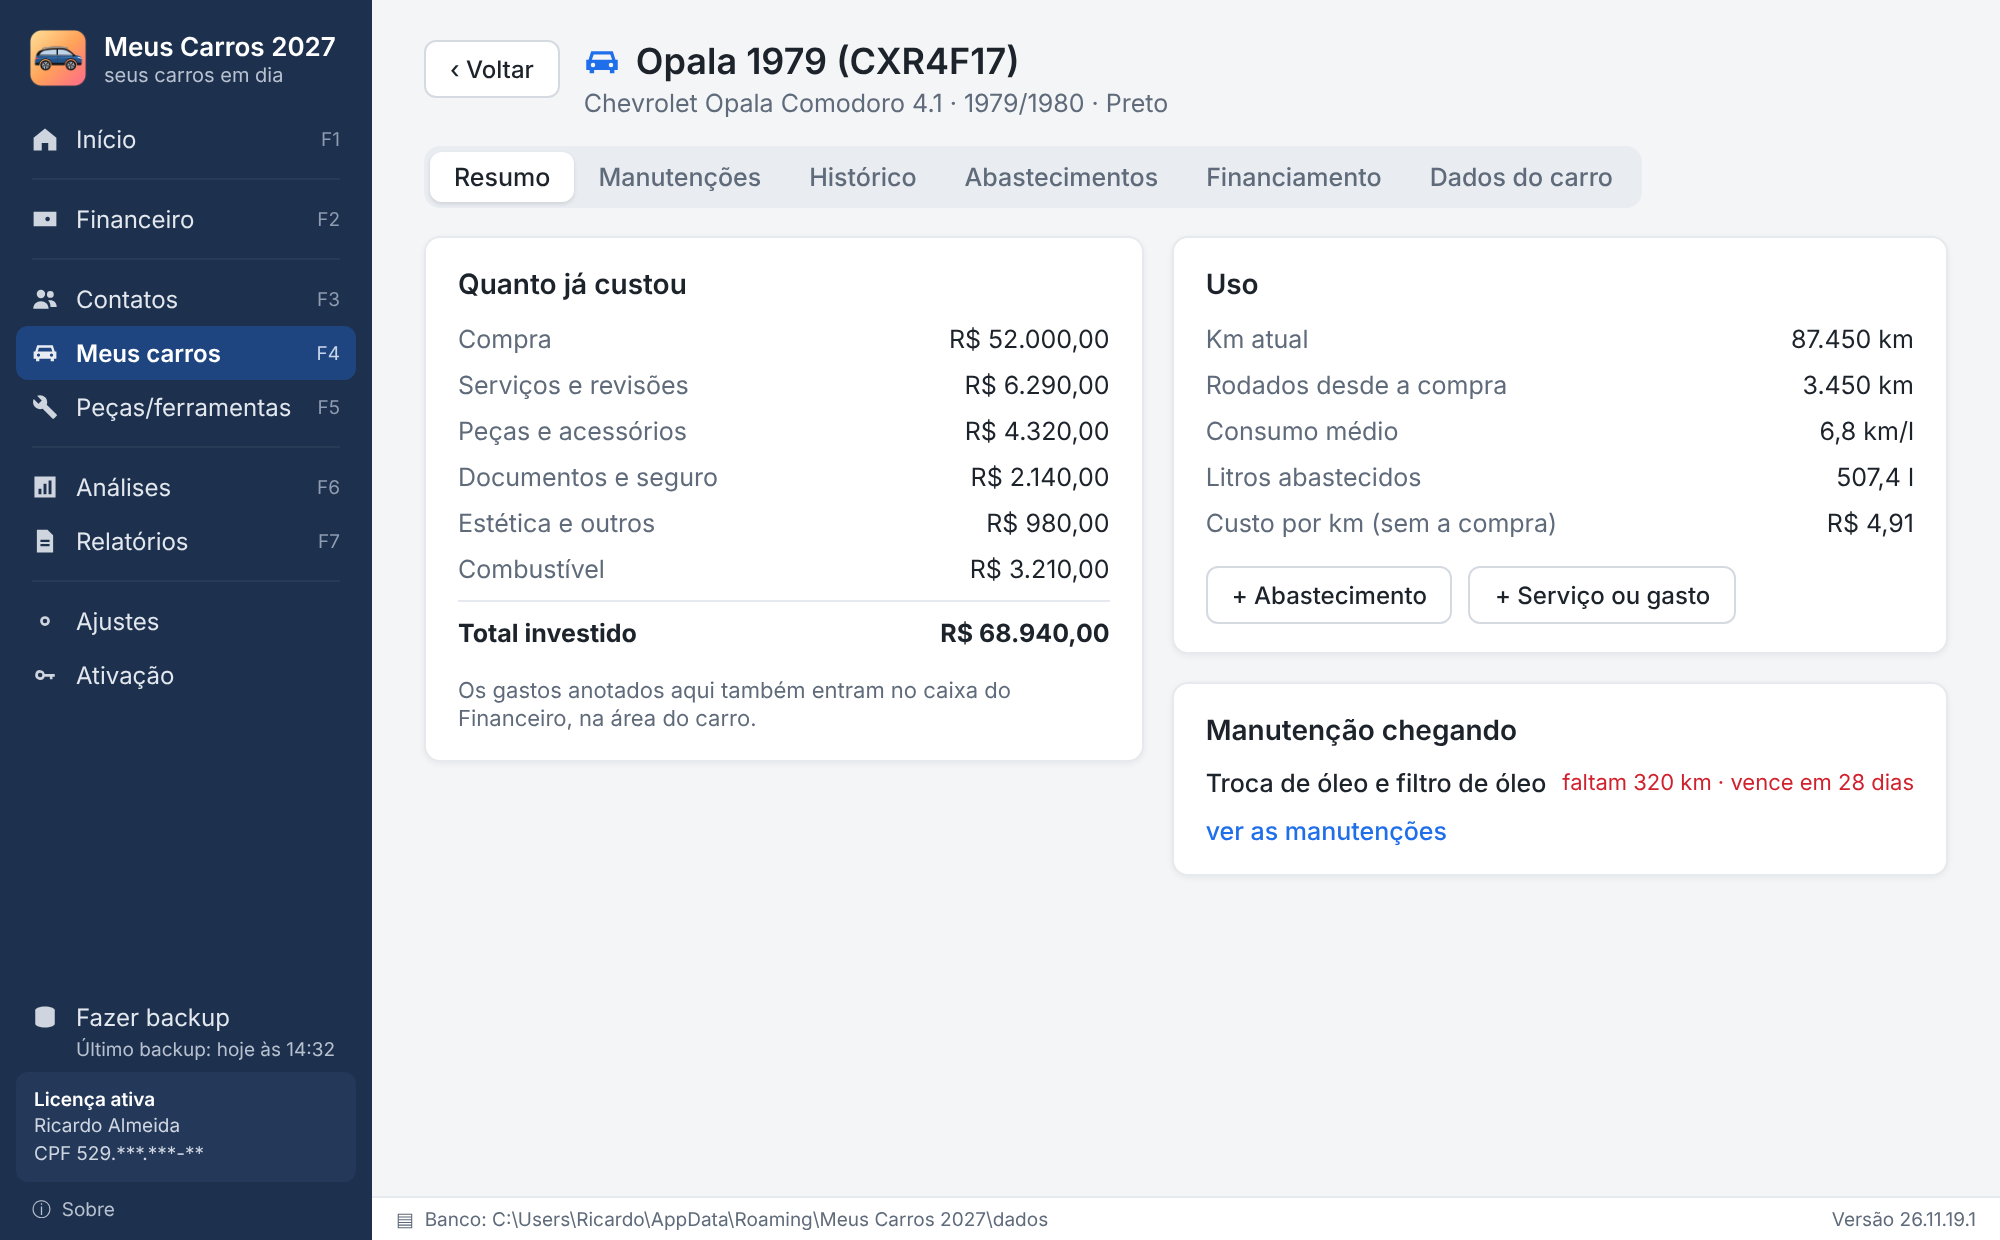 Meus Carros 2027
seus carros em dia
Início F1
Financeiro F2
Contatos F3
Meus carros F4
Peças/ferramentas F5
Análises F6
Relatórios F7
Ajustes
Ativação
Fazer backup
Último backup: hoje às 14:32
Licença ativa
Ricardo Almeida
CPF 529.***.***-**
Sobre
‹ Voltar
Opala 1979 (CXR4F17)
Chevrolet Opala Comodoro 4.1 · 1979/1980 · Preto
Resumo Manutenções Histórico Abastecimentos Financiamento Dados do carro
Quanto já custou
Compra R$ 52.000,00
Serviços e revisões R$ 6.290,00
Peças e acessórios R$ 4.320,00
Documentos e seguro R$ 2.140,00
Estética e outros R$ 980,00
Combustível R$ 3.210,00
Total investido R$ 68.940,00
Os gastos anotados aqui também entram no caixa do
Financeiro, na área do carro.
Uso
Km atual 87.450 km
Rodados desde a compra 3.450 km
Consumo médio 6,8 km/l
Litros abastecidos 507,4 l
Custo por km (sem a compra) R$ 4,91
+ Abastecimento + Serviço ou gasto
Manutenção chegando
Troca de óleo e filtro de óleo faltam 320 km · vence em 28 dias
ver as manutenções
Banco: C:\Users\Ricardo\AppData\Roaming\Meus Carros 2027\dados
Versão 26.11.19.1